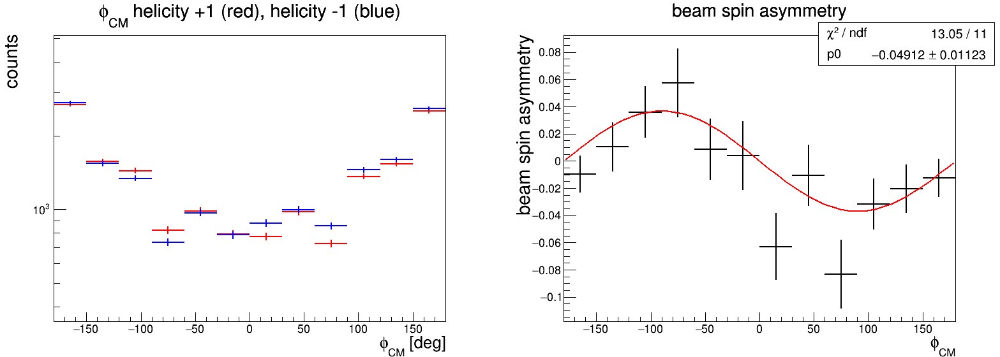 ϕCM helicity +1 (red), helicity -1 (blue)
counts
10³
−150 −100 −50 0 50 100 150
ϕCM [deg]
beam spin asymmetry
χ² / ndf 13.05 / 11
p0 −0.04912 ± 0.01123
beam spin asymmetry
0.08
0.06
0.04
0.02
0
−0.02
−0.04
−0.06
−0.08
−0.1
−150 −100 −50 0 50 100 150
ϕCM